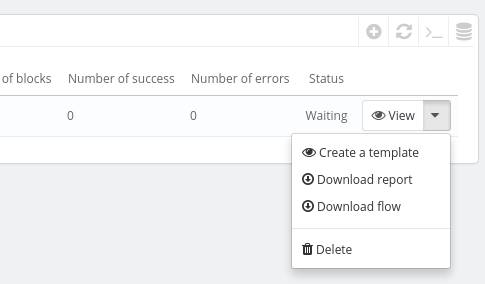 of blocks Number of success Number of errors Status
0 0 Waiting View
Create a template
Download report
Download flow
Delete